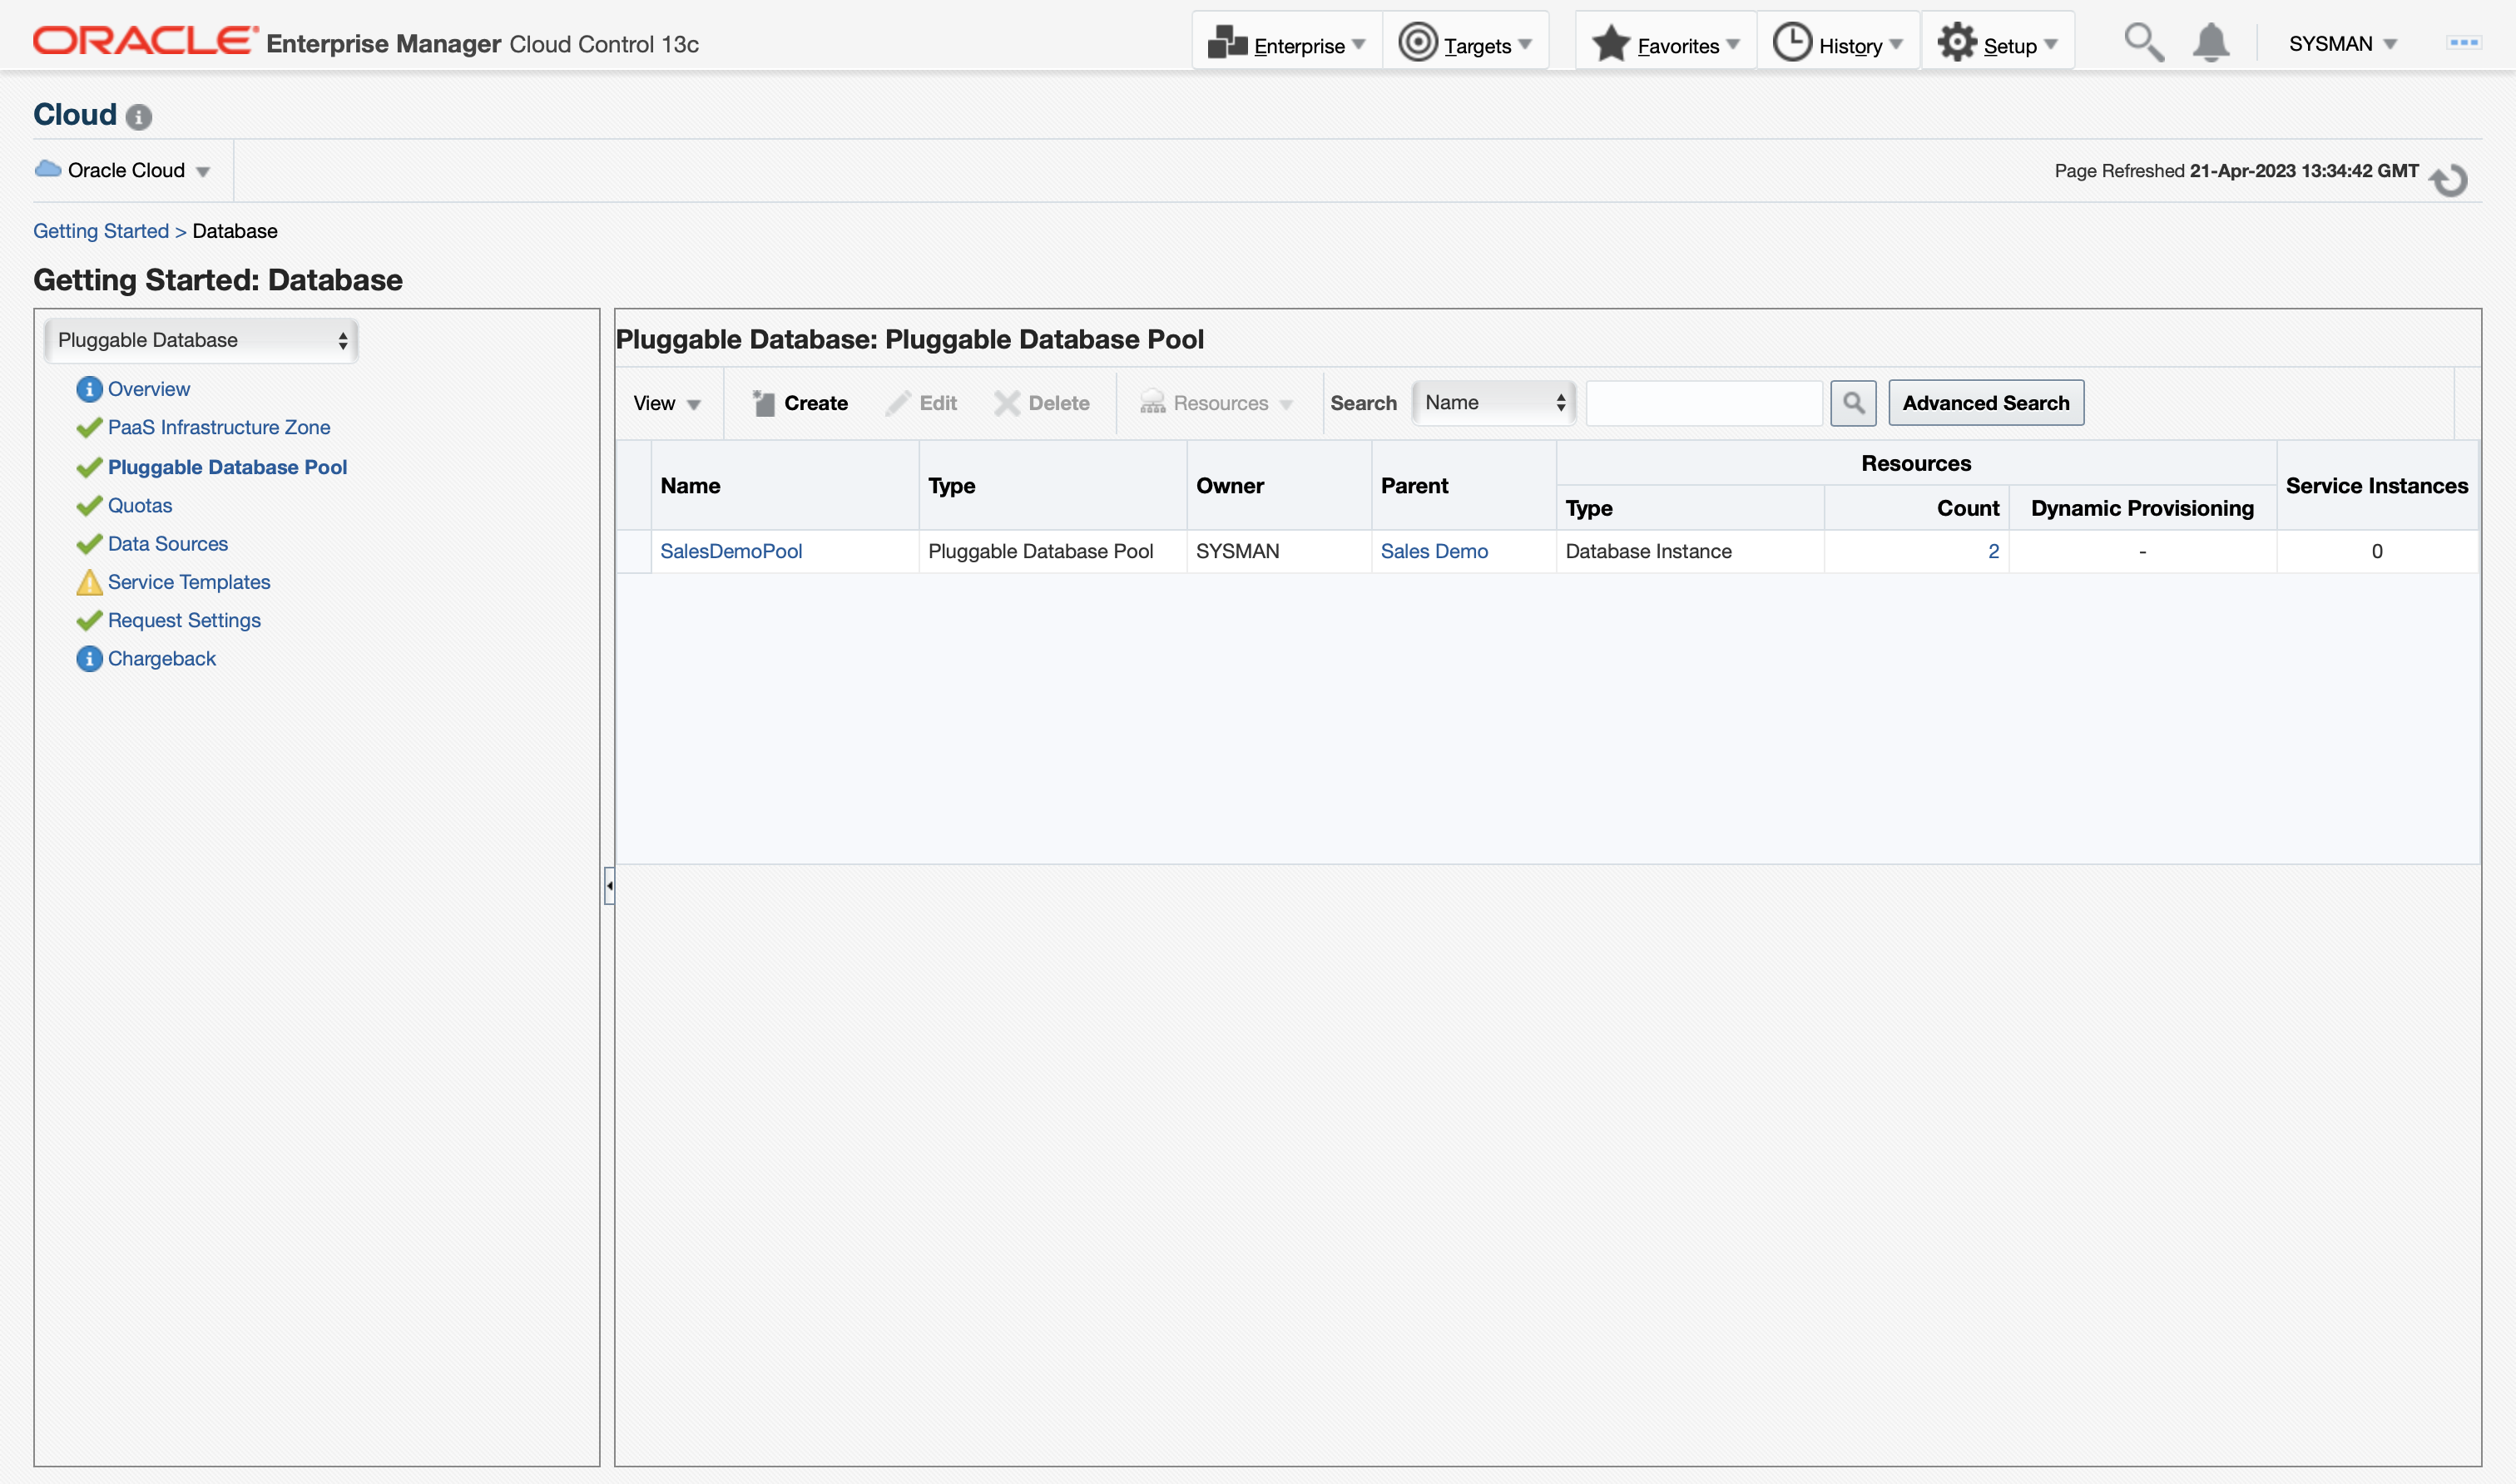 ORACLE Enterprise Manager Cloud Control 13c
Enterprise
Targets
Favorites
History
Setup
SYSMAN
Cloud
Oracle Cloud
Page Refreshed 21-Apr-2023 13:34:42 GMT
Getting Started > Database
Getting Started: Database
Pluggable Database
Overview
PaaS Infrastructure Zone
Pluggable Database Pool
Quotas
Data Sources
Service Templates
Request Settings
Chargeback
Pluggable Database: Pluggable Database Pool
View Create Edit Delete Resources Search Name Advanced Search
Name Type Owner Parent Resources Service Instances
Type Count Dynamic Provisioning
SalesDemoPool Pluggable Database Pool SYSMAN Sales Demo Database Instance 2 - 0